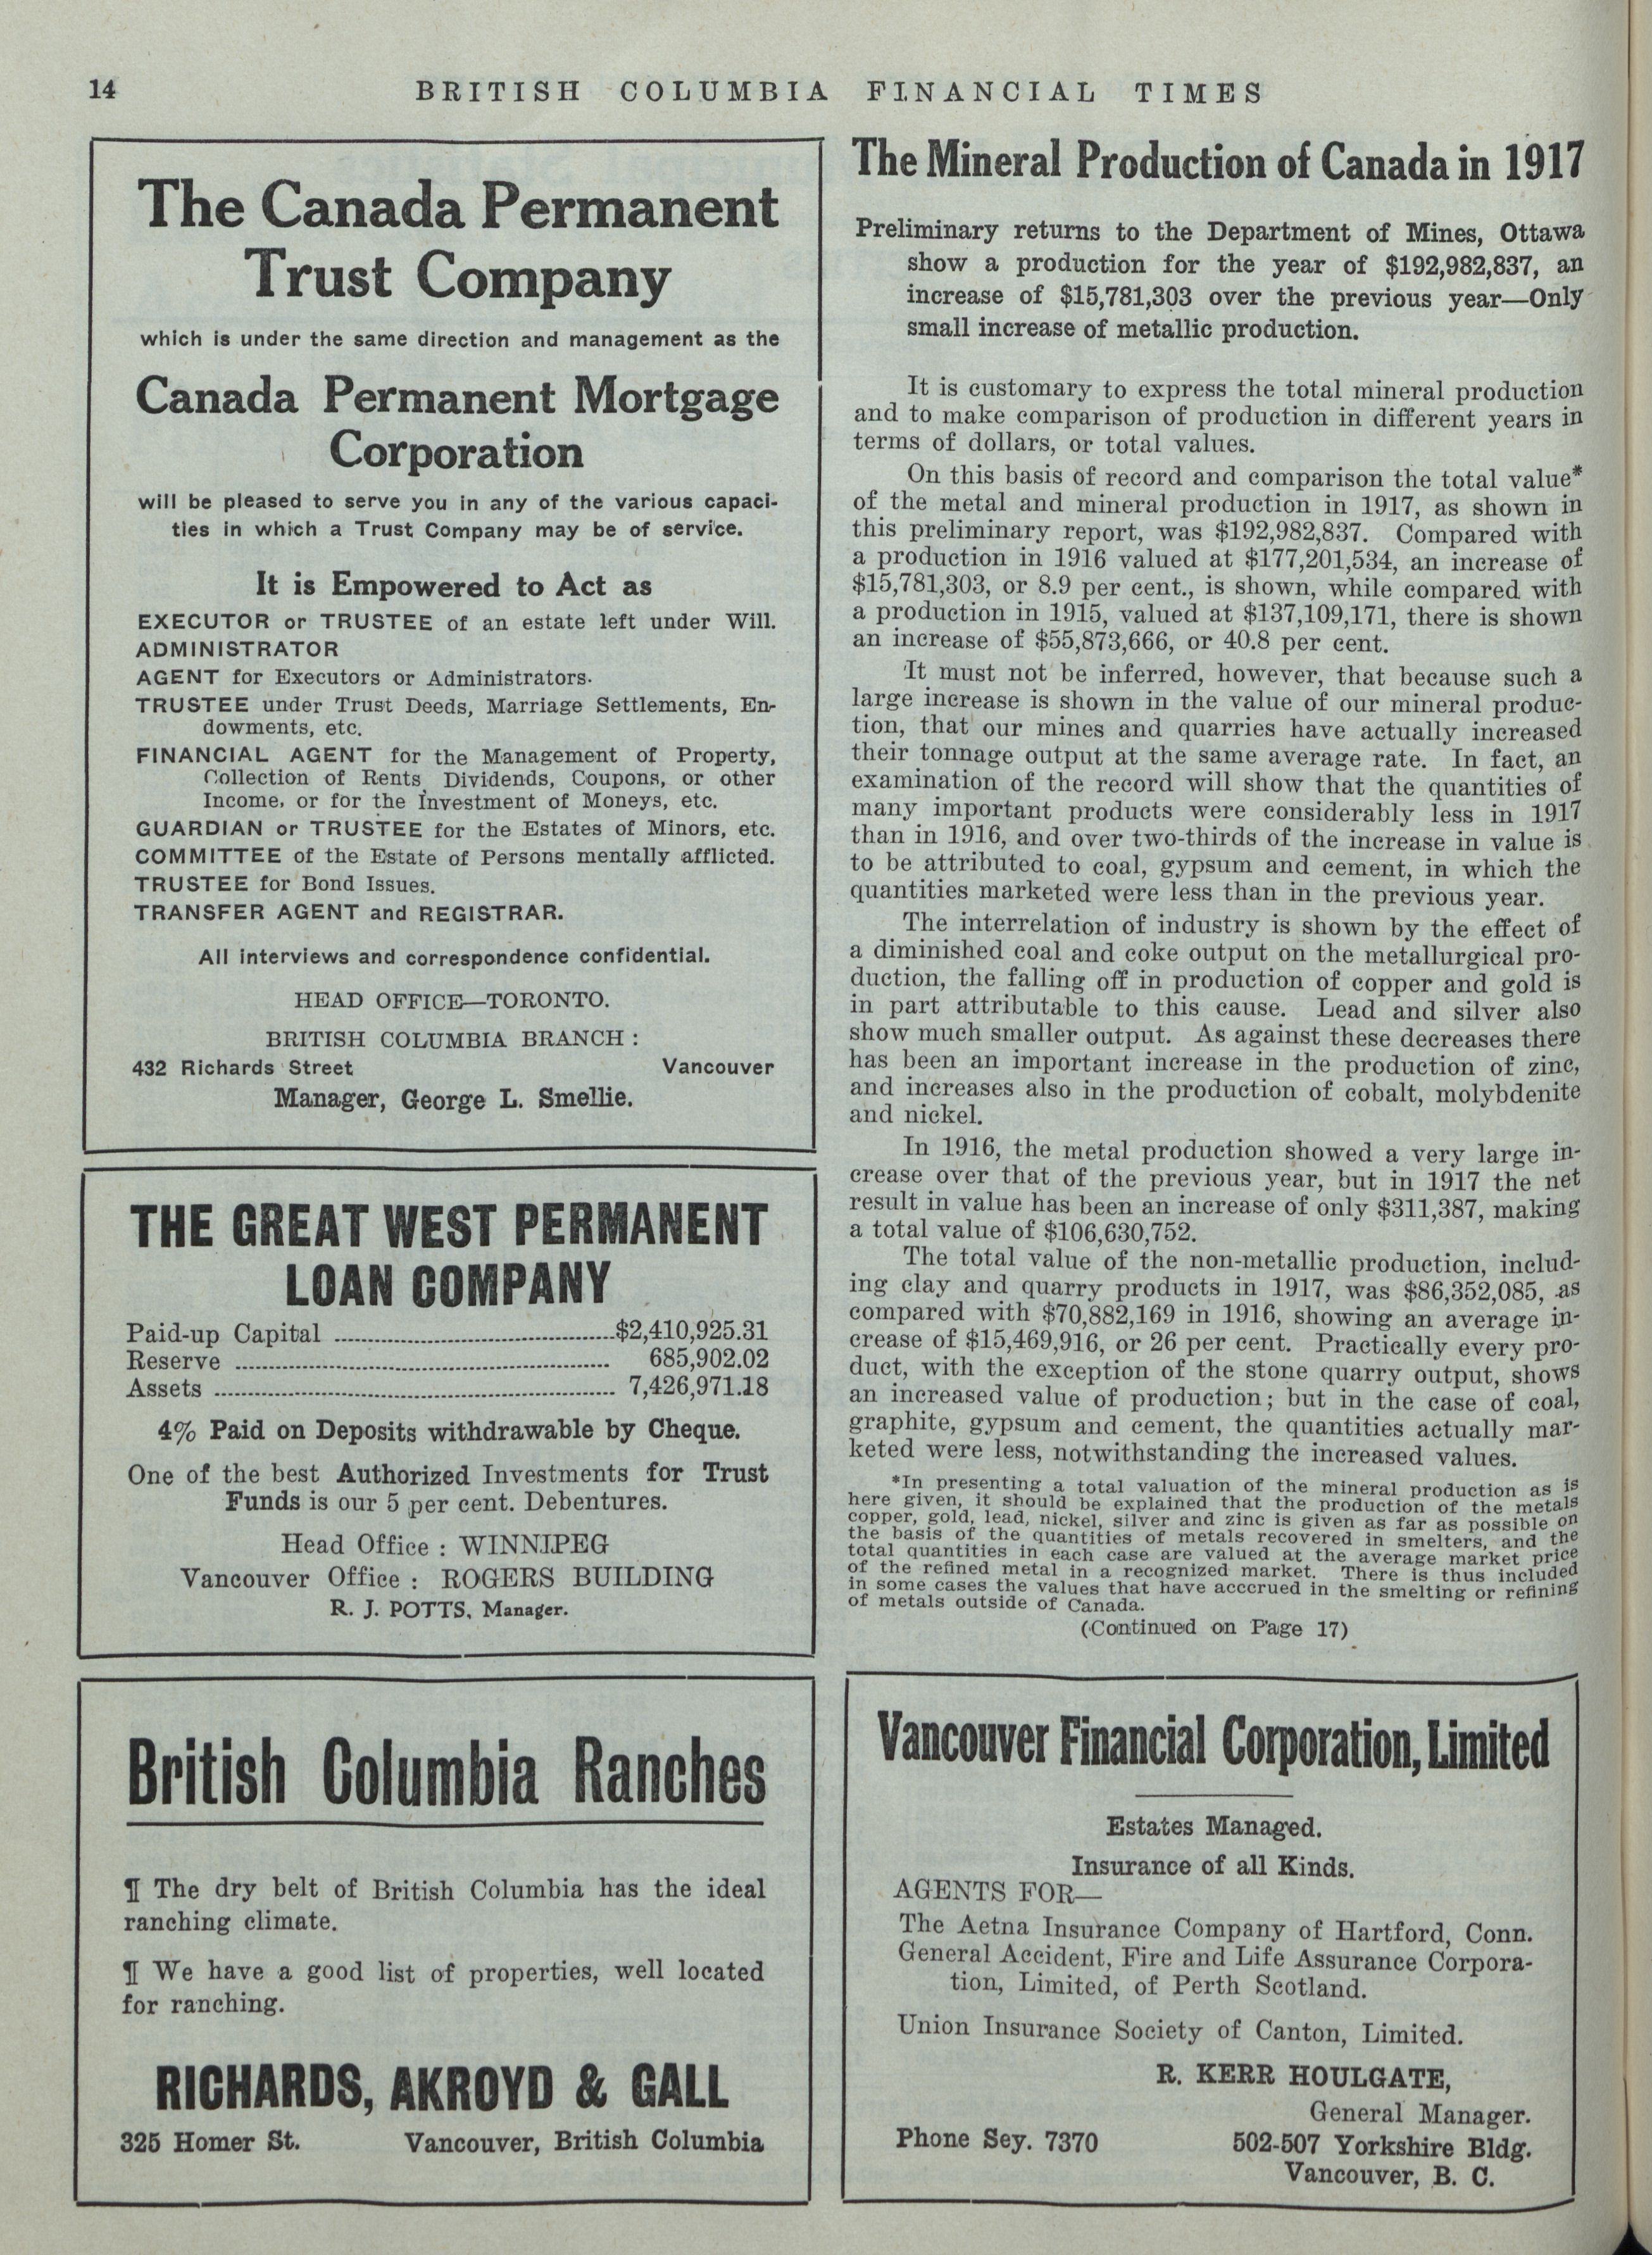 14
BRITISH COLUMBIA FINANCIAL TIMES
The Canada Permanent
Trust Company
which is under the same direction and management as the
Canada Permanent Mortgage
Corporation
will be pleased to serve you in any of the various capaci-
ties in which a Trust Company may be of service.
It is Empowered to Act as
EXECUTOR or TRUSTEE of an estate left under Will.
ADMINISTRATOR
AGENT for Executors or Administrators.
TRUSTEE under Trust Deeds, Marriage Settlements, En-
dowments, etc.
FINANCIAL AGENT for the Management of Property,
Collection of Rents, Dividends, Coupons, or other
Income, or for the Investment of Moneys, etc.
GUARDIAN or TRUSTEE for the Estates of Minors, etc.
COMMITTEE of the Estate of Persons mentally afflicted.
TRUSTEE for Bond Issues.
TRANSFER AGENT and REGISTRAR.
All interviews and correspondence confidential.
HEAD OFFICE—TORONTO.
BRITISH COLUMBIA BRANCH:
432 Richards Street Vancouver
Manager, George L. Smellie.
THE GREAT WEST PERMANENT
LOAN COMPANY
Paid-up Capital ........ $2,410,925.31
Reserve ........ 685,902.02
Assets ........ 7,426,971.18
4% Paid on Deposits withdrawable by Cheque.
One of the best Authorized Investments for Trust
Funds is our 5 per cent. Debentures.
Head Office: WINNIPEG
Vancouver Office: ROGERS BUILDING
R. J. POTTS, Manager.
British Columbia Ranches
¶ The dry belt of British Columbia has the ideal
ranching climate.
¶ We have a good list of properties, well located
for ranching.
RICHARDS, AKROYD & GALL
325 Homer St. Vancouver, British Columbia
The Mineral Production of Canada in 1917
Preliminary returns to the Department of Mines, Ottawa
show a production for the year of $192,982,837, an
increase of $15,781,303 over the previous year—Only
small increase of metallic production.
It is customary to express the total mineral production
and to make comparison of production in different years in
terms of dollars, or total values.
On this basis of record and comparison the total value*
of the metal and mineral production in 1917, as shown in
this preliminary report, was $192,982,837. Compared with
a production in 1916 valued at $177,201,534, an increase of
$15,781,303, or 8.9 per cent., is shown, while compared with
a production in 1915, valued at $137,109,171, there is shown
an increase of $55,873,666, or 40.8 per cent.
It must not be inferred, however, that because such a
large increase is shown in the value of our mineral produc-
tion, that our mines and quarries have actually increased
their tonnage output at the same average rate. In fact, an
examination of the record will show that the quantities of
many important products were considerably less in 1917
than in 1916, and over two-thirds of the increase in value is
to be attributed to coal, gypsum and cement, in which the
quantities marketed were less than in the previous year.
The interrelation of industry is shown by the effect of
a diminished coal and coke output on the metallurgical pro-
duction, the falling off in production of copper and gold is
in part attributable to this cause. Lead and silver also
show much smaller output. As against these decreases there
has been an important increase in the production of zinc,
and increases also in the production of cobalt, molybdenite
and nickel.
In 1916, the metal production showed a very large in-
crease over that of the previous year, but in 1917 the net
result in value has been an increase of only $311,387, making
a total value of $106,630,752.
The total value of the non-metallic production, includ-
ing clay and quarry products in 1917, was $86,352,085, as
compared with $70,882,169 in 1916, showing an average in-
crease of $15,469,916, or 26 per cent. Practically every pro-
duct, with the exception of the stone quarry output, shows
an increased value of production; but in the case of coal,
graphite, gypsum and cement, the quantities actually mar-
keted were less, notwithstanding the increased values.
*In presenting a total valuation of the mineral production as is
here given, it should be explained that the production of the metals
copper, gold, lead, nickel, silver and zinc is given as far as possible on
the basis of the quantities of metals recovered in smelters, and the
total quantities in each case are valued at the average market price
of the refined metal in a recognized market. There is thus included
in some cases the values that have acccrued in the smelting or refining
of metals outside of Canada.
(Continued on Page 17)
Vancouver Financial Corporation, Limited
Estates Managed.
Insurance of all Kinds.
AGENTS FOR—
The Aetna Insurance Company of Hartford, Conn.
General Accident, Fire and Life Assurance Corpora-
tion, Limited, of Perth Scotland.
Union Insurance Society of Canton, Limited.
R. KERR HOULGATE,
General Manager.
Phone Sey. 7370 502-507 Yorkshire Bldg.
Vancouver, B. C.